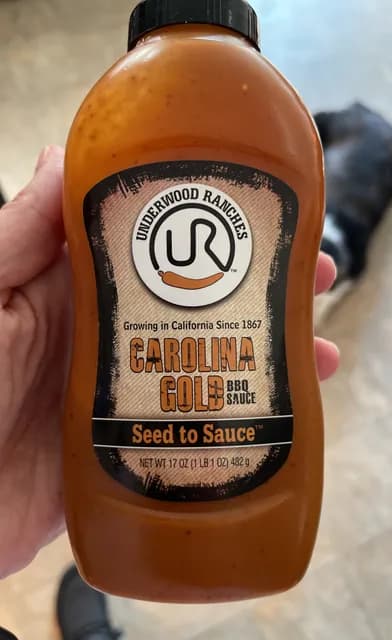 UNDERWOOD RANCHES
UR
™
Growing in California Since 1867
CAROLINA
GOLD BBQ
SAUCE
Seed to Sauce™
NET WT 17 OZ (1 LB 1 OZ) 482 g